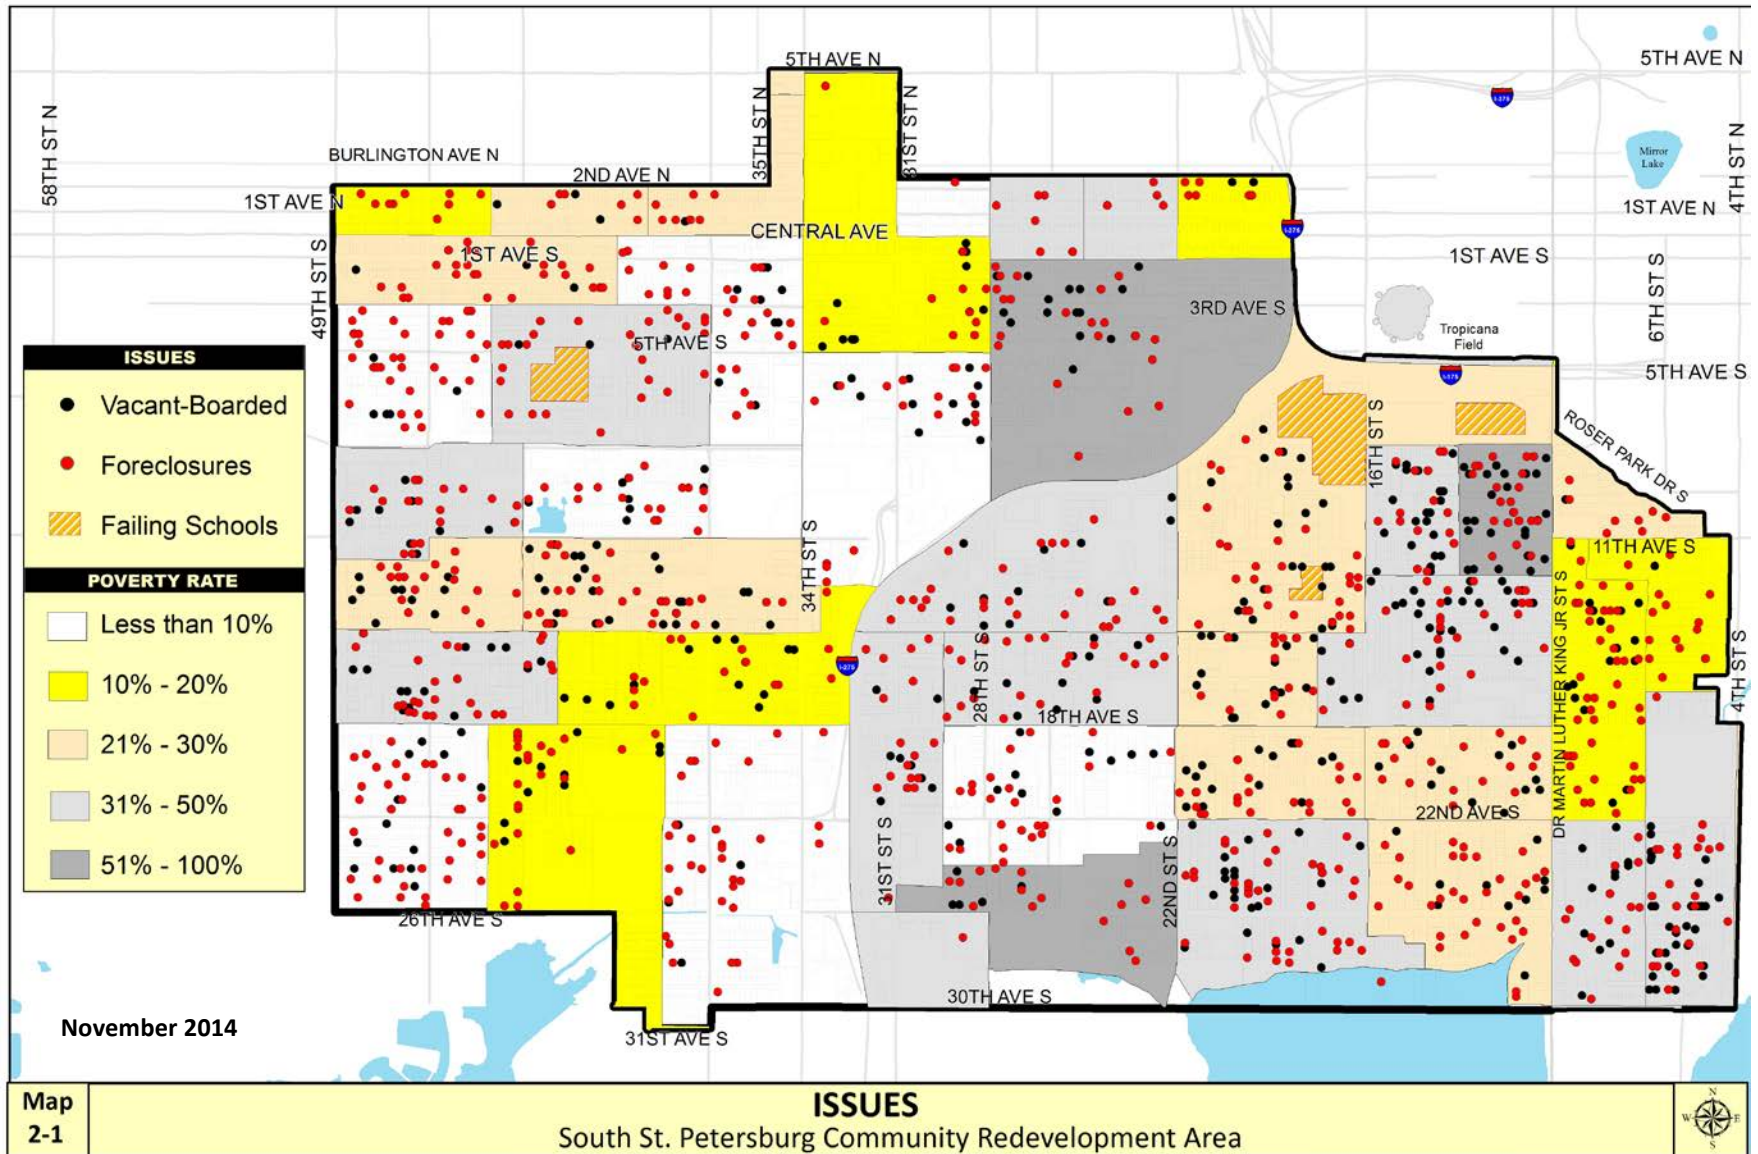 5TH AVE N
5TH AVE N
I-275
58TH ST N
35TH ST N
31ST ST N
4TH ST N
Mirror
Lake
BURLINGTON AVE N
2ND AVE N
1ST AVE N
1ST AVE N
CENTRAL AVE
I-275
1ST AVE S
1ST AVE S
49TH ST S
6TH ST S
3RD AVE S
Tropicana
Field
5TH AVE S
5TH AVE S
I-175
ISSUES
Vacant-Boarded
Foreclosures
Failing Schools
POVERTY RATE
Less than 10%
10% - 20%
21% - 30%
31% - 50%
51% - 100%
16TH ST S
ROSER PARK DR S
11TH AVE S
34TH ST S
I-275
28TH ST S
18TH AVE S
DR MARTIN LUTHER KING JR ST S
4TH ST S
22ND AVE S
31ST ST S
22ND ST S
26TH AVE S
30TH AVE S
31ST AVE S
November 2014
Map
2-1
ISSUES
South St. Petersburg Community Redevelopment Area
N
W
E
S